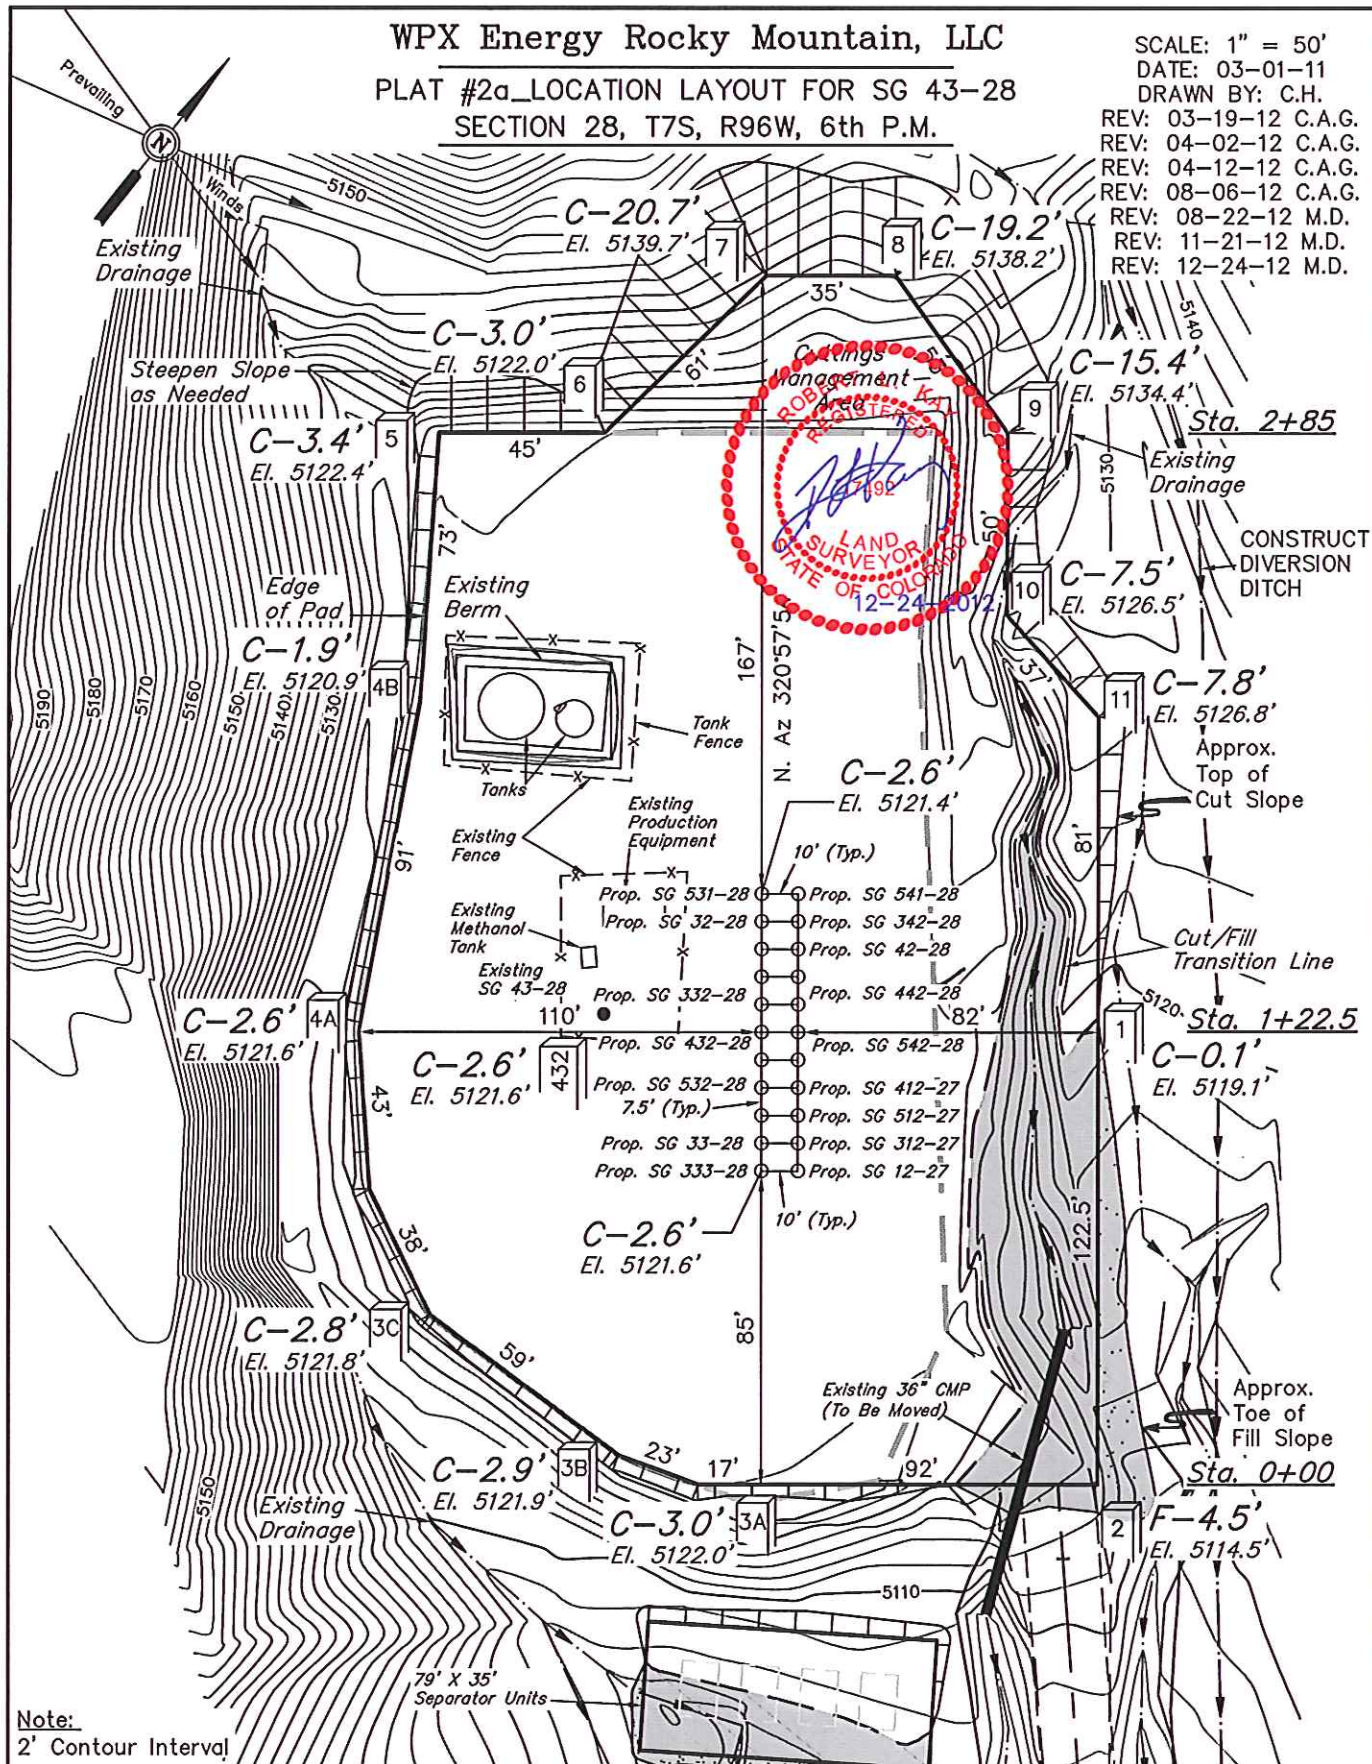 WPX Energy Rocky Mountain, LLC
PLAT #2a_LOCATION LAYOUT FOR SG 43-28
SECTION 28, T7S, R96W, 6th P.M.
SCALE: 1" = 50'
DATE: 03-01-11
DRAWN BY: C.H.
REV: 03-19-12 C.A.G.
REV: 04-02-12 C.A.G.
REV: 04-12-12 C.A.G.
REV: 08-06-12 C.A.G.
REV: 08-22-12 M.D.
REV: 11-21-12 M.D.
REV: 12-24-12 M.D.
Prevailing
N
Winds
5150
Existing
Drainage
C-20.7'
El. 5139.7'
7
8
C-19.2'
El. 5138.2'
35'
5140
C-3.0'
El. 5122.0'
6
61'
Steepen Slope
as Needed
Cuttings
Management
Area
C-15.4'
El. 5134.4'
9
Sta. 2+85
C-3.4'
El. 5122.4'
5
45'
ROBERT
KAY
REGISTERED
17492
LAND
SURVEYOR
STATE OF COLORADO
12-24-2012
5130
Existing
Drainage
73'
50'
CONSTRUCT
DIVERSION
DITCH
Edge
of Pad
Existing
Berm
C-7.5'
El. 5126.5'
10
C-1.9'
El. 5120.9'
4B
167'
N. Az 320°57'5
37'
C-7.8'
El. 5126.8'
11
5190
5180
5170
5160
5150
5140
5130
Tank
Fence
Tanks
Approx.
Top of
Cut Slope
C-2.6'
El. 5121.4'
Existing
Production
Equipment
Existing
Fence
91'
10' (Typ.)
81'
Prop. SG 531-28
Prop. SG 541-28
Prop. SG 32-28
Prop. SG 342-28
Existing
Methanol
Tank
Prop. SG 42-28
Cut/Fill
Transition Line
Existing
SG 43-28
Prop. SG 332-28
Prop. SG 442-28
5120
C-2.6'
El. 5121.6'
4A
110'
82'
1
Sta. 1+22.5
Prop. SG 432-28
Prop. SG 542-28
C-2.6'
El. 5121.6'
432
C-0.1'
El. 5119.1'
Prop. SG 532-28
Prop. SG 412-27
43'
7.5' (Typ.)
Prop. SG 512-27
Prop. SG 33-28
Prop. SG 312-27
Prop. SG 333-28
Prop. SG 12-27
10' (Typ.)
C-2.6'
El. 5121.6'
38'
122.5'
C-2.8'
El. 5121.8'
3C
85'
59'
Existing 36" CMP
(To Be Moved)
Approx.
Toe of
Fill Slope
C-2.9'
El. 5121.9'
3B
23'
17'
92'
Sta. 0+00
5150
Existing
Drainage
C-3.0'
El. 5122.0'
3A
2
F-4.5'
El. 5114.5'
5110
79' X 35'
Separator Units
Note:
2' Contour Interval